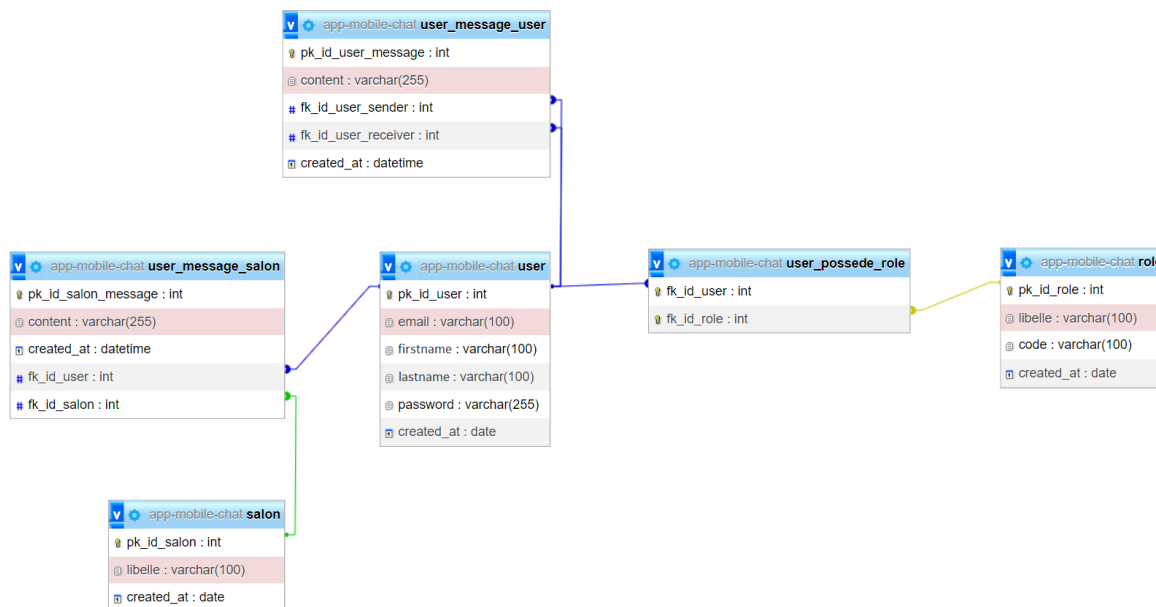 app-mobile-chat user_message_user
pk_id_user_message : int
content : varchar(255)
fk_id_user_sender : int
fk_id_user_receiver : int
created_at : datetime
app-mobile-chat user_message_salon
pk_id_salon_message : int
content : varchar(255)
created_at : datetime
fk_id_user : int
fk_id_salon : int
app-mobile-chat user
pk_id_user : int
email : varchar(100)
firstname : varchar(100)
lastname : varchar(100)
password : varchar(255)
created_at : date
app-mobile-chat user_possede_role
fk_id_user : int
fk_id_role : int
app-mobile-chat role
pk_id_role : int
libelle : varchar(100)
code : varchar(100)
created_at : date
app-mobile-chat salon
pk_id_salon : int
libelle : varchar(100)
created_at : date